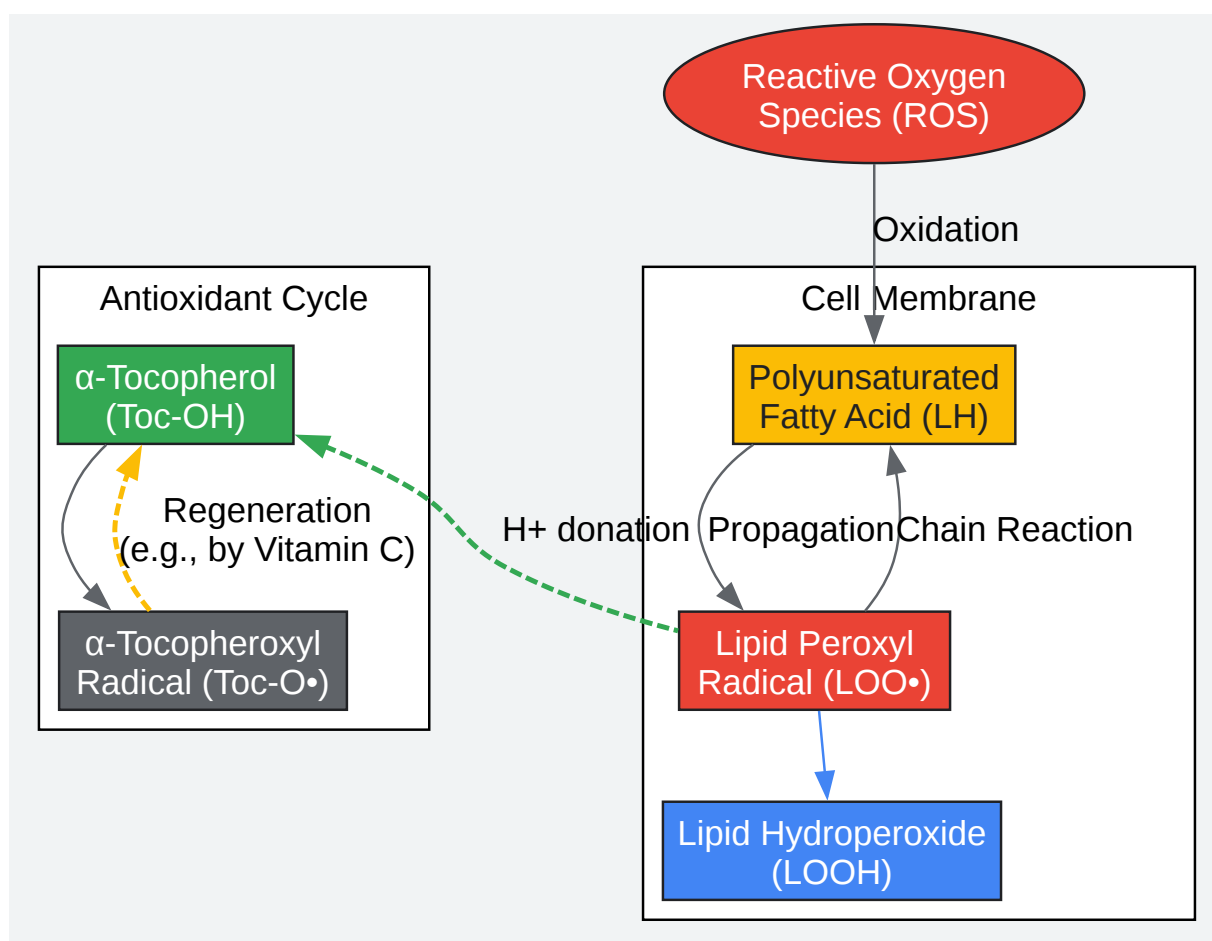 Reactive Oxygen
Species (ROS)
Oxidation
Antioxidant Cycle
α-Tocopherol
(Toc-OH)
Regeneration
(e.g., by Vitamin C)
α-Tocopheroxyl
Radical (Toc-O•)
H+ donation
Cell Membrane
Polyunsaturated
Fatty Acid (LH)
Propagation
Chain Reaction
Lipid Peroxyl
Radical (LOO•)
Lipid Hydroperoxide
(LOOH)